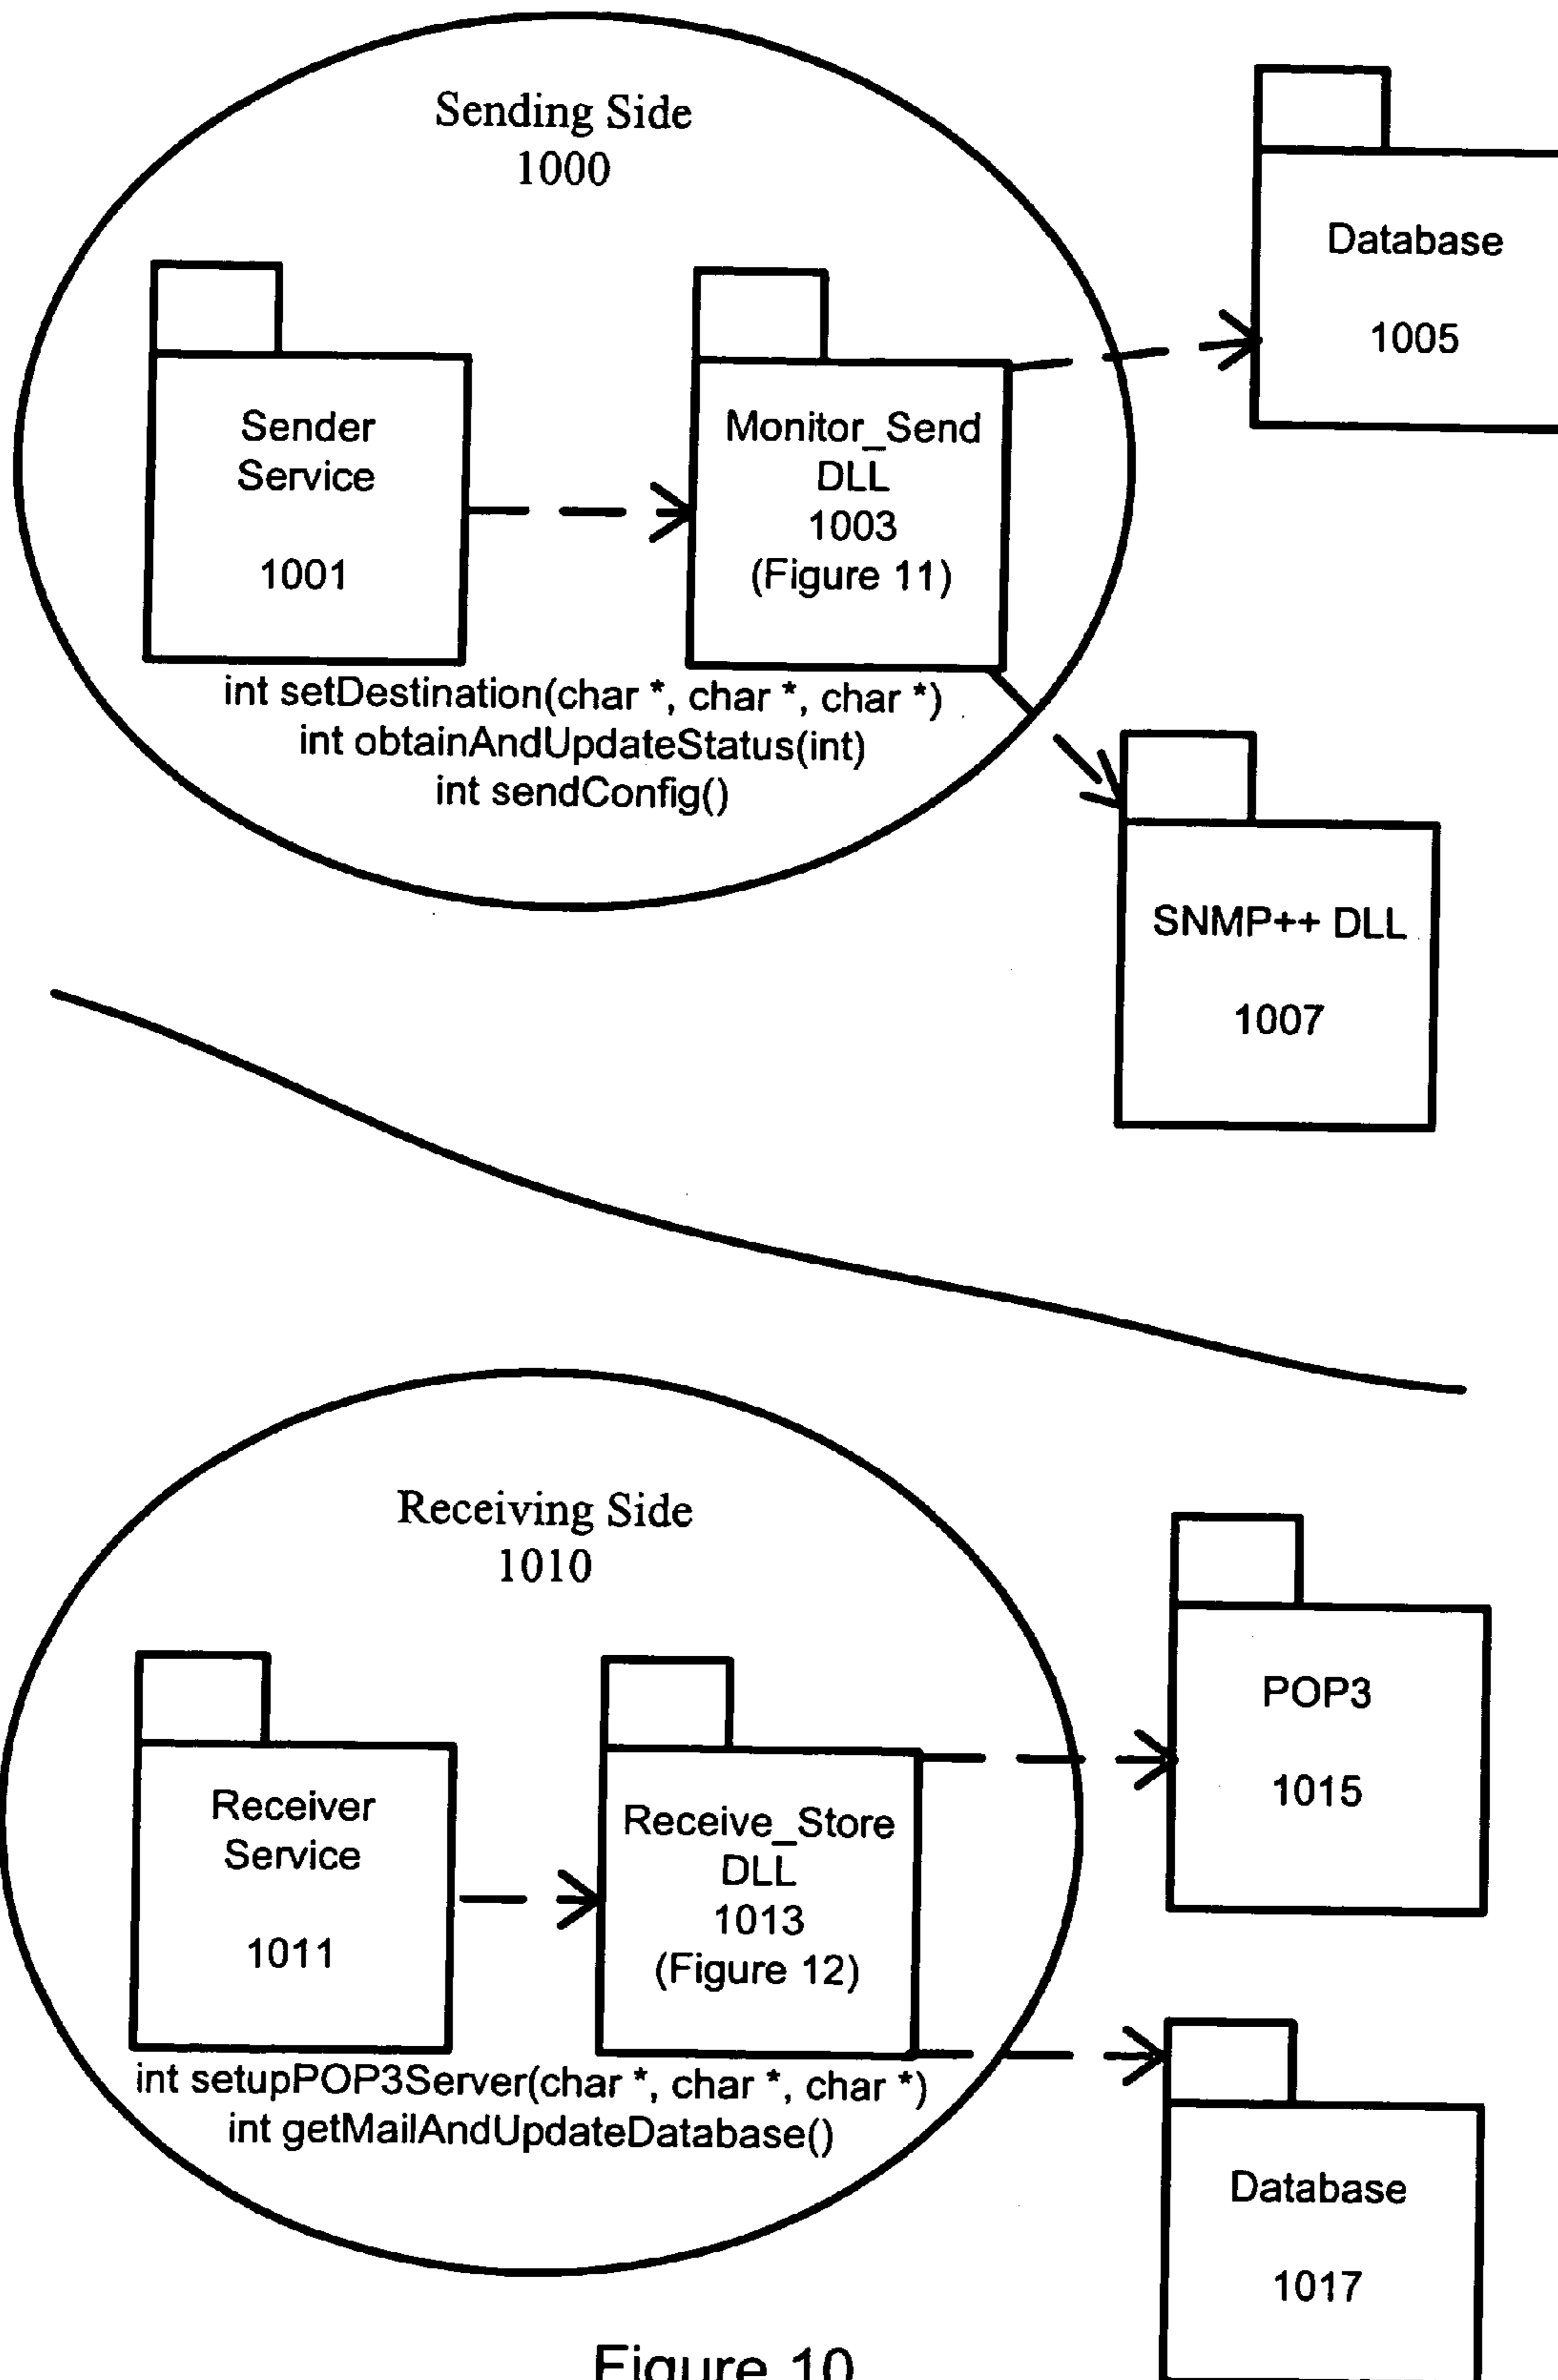 Sending Side
1000
Database
1005
Sender
Service
1001
Monitor_Send
DLL
1003
(Figure 11)
int setDestination(char *, char *, char *)
int obtainAndUpdateStatus(int)
int sendConfig()
SNMP++ DLL
1007
Receiving Side
1010
POP3
1015
Receiver
Service
1011
Receive_Store
DLL
1013
(Figure 12)
int setupPOP3Server(char *, char *, char *)
int getMailAndUpdateDatabase()
Database
1017
Figure 10